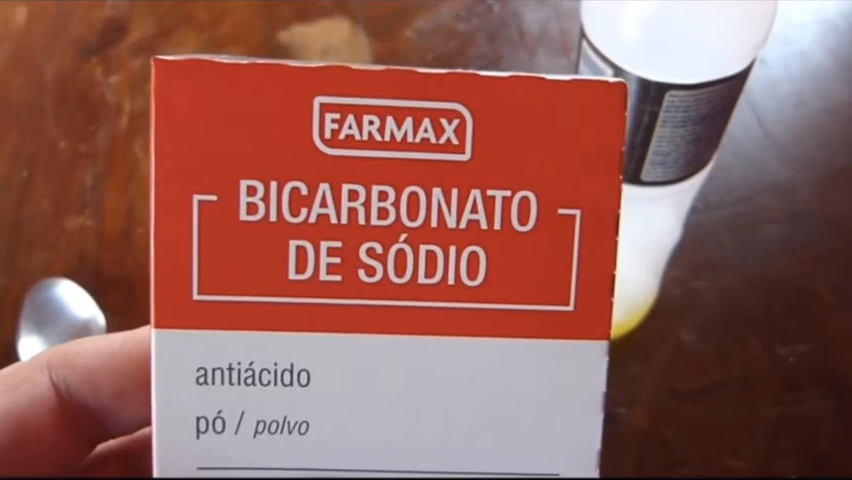 FARMAX
BICARBONATO
DE SÓDIO
antiácido
pó / polvo